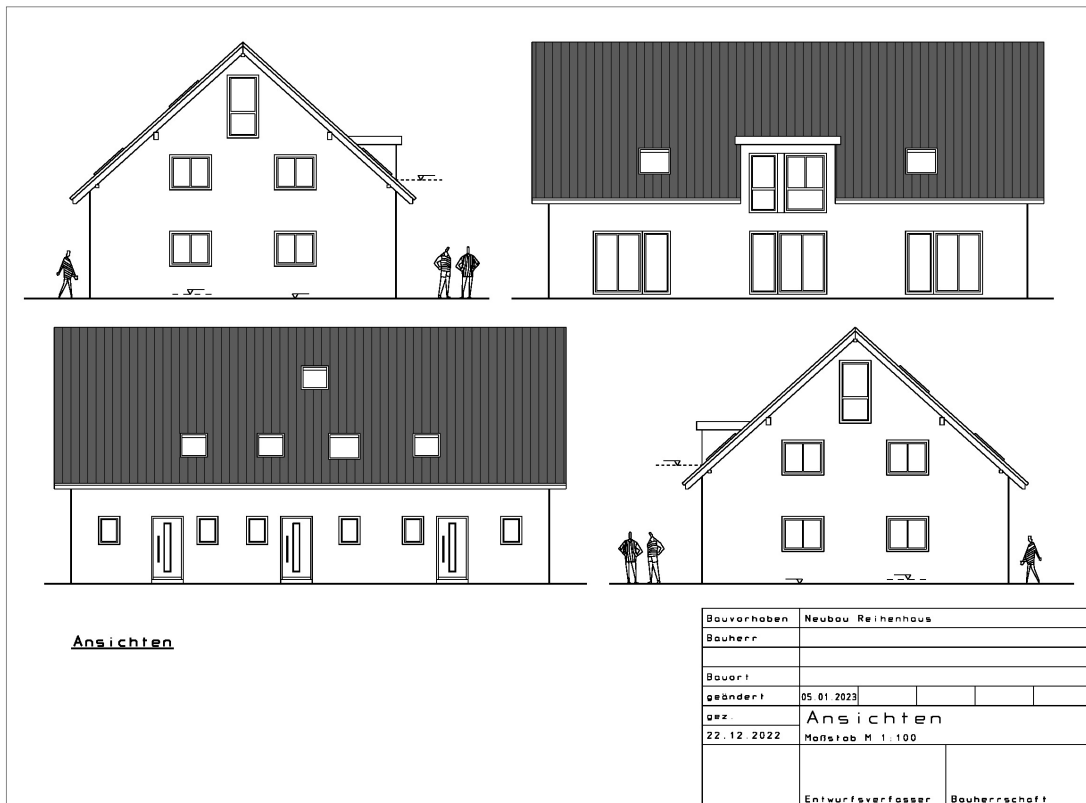 Ansichten
Bauvorhaben Neubau Reihenhaus
Bauherr
Bauort
geändert 05.01.2023
gez. Ansichten
22.12.2022 Maßstab M 1:100
Entwurfsverfasser Bauherrschaft